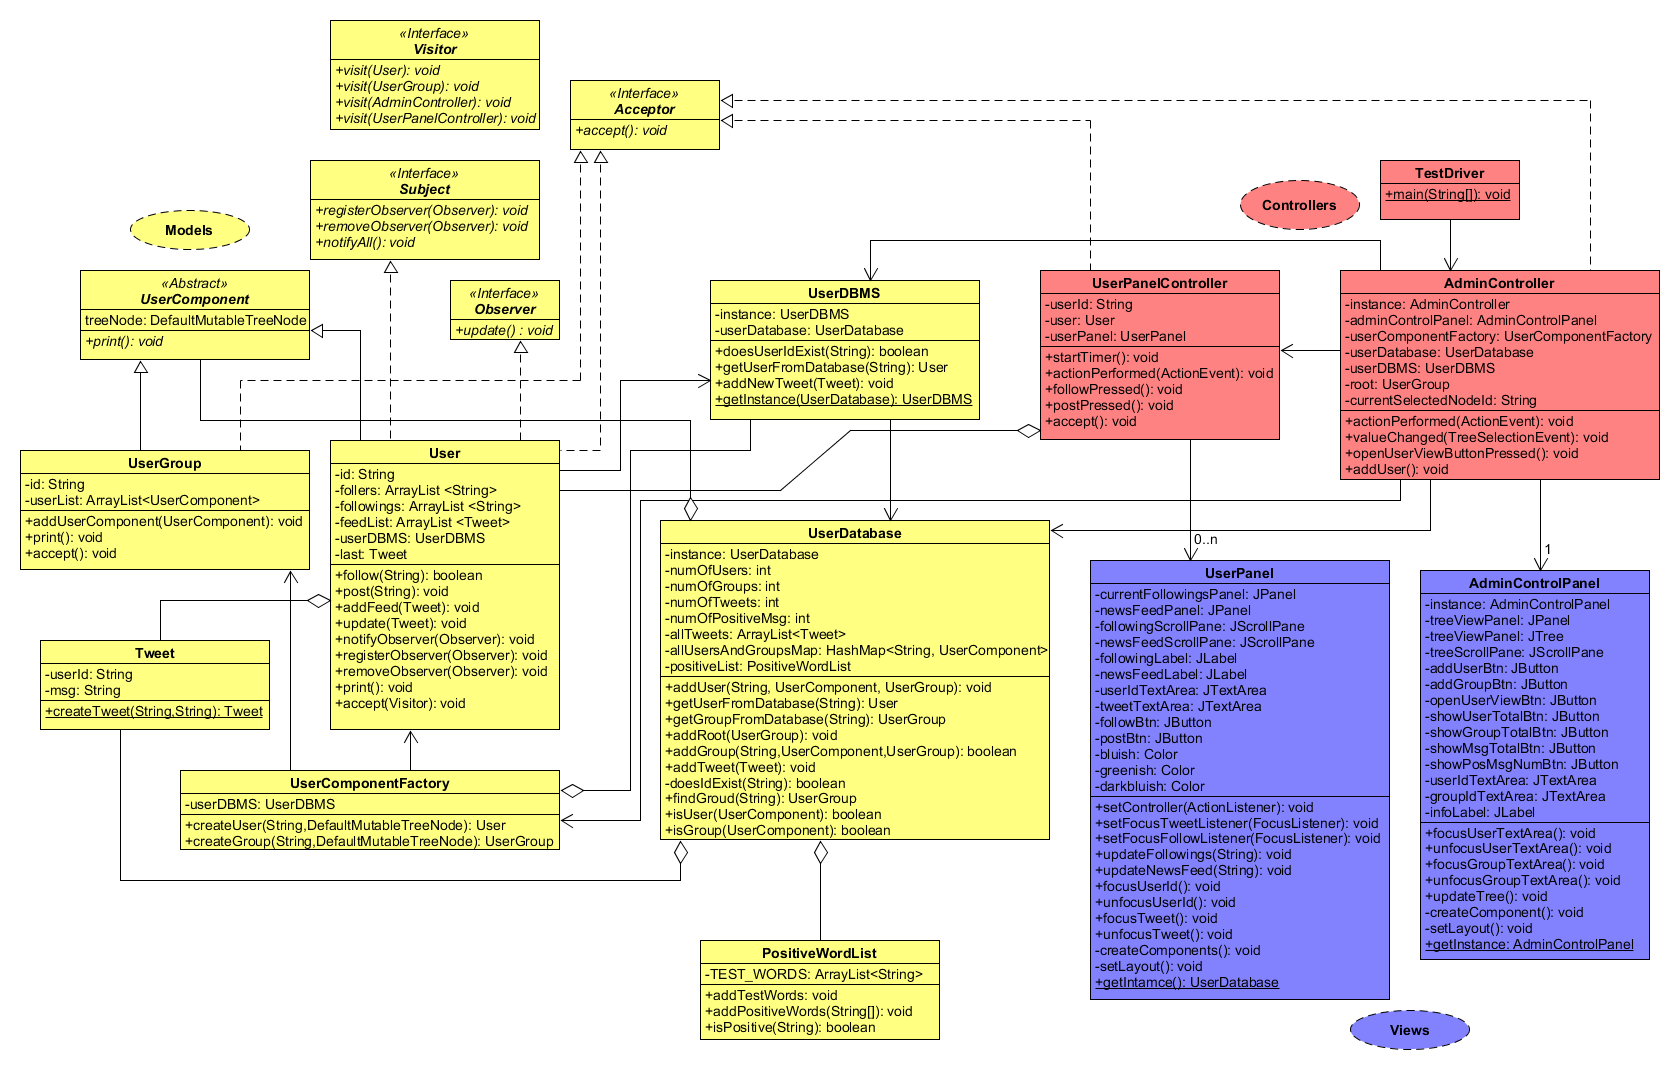 «Interface»
Visitor
+visit(User): void
+visit(UserGroup): void
+visit(AdminController): void
+visit(UserPanelController): void
«Interface»
Acceptor
+accept(): void
«Interface»
Subject
+registerObserver(Observer): void
+removeObserver(Observer): void
+notifyAll(): void
Models
Controllers
TestDriver
+main(String[]): void
«Abstract»
UserComponent
treeNode: DefaultMutableTreeNode
+print(): void
«Interface»
Observer
+update() : void
UserDBMS
-instance: UserDBMS
-userDatabase: UserDatabase
+doesUserIdExist(String): boolean
+getUserFromDatabase(String): User
+addNewTweet(Tweet): void
+getInstance(UserDatabase): UserDBMS
UserPanelController
-userId: String
-user: User
-userPanel: UserPanel
+startTimer(): void
+actionPerformed(ActionEvent): void
+followPressed(): void
+postPressed(): void
+accept(): void
AdminController
-instance: AdminController
-adminControlPanel: AdminControlPanel
-userComponentFactory: UserComponentFactory
-userDatabase: UserDatabase
-userDBMS: UserDBMS
-root: UserGroup
-currentSelectedNodeId: String
+actionPerformed(ActionEvent): void
+valueChanged(TreeSelectionEvent): void
+openUserViewButtonPressed(): void
+addUser(): void
UserGroup
-id: String
-userList: ArrayList<UserComponent>
+addUserComponent(UserComponent): void
+print(): void
+accept(): void
User
-id: String
-follers: ArrayList <String>
-followings: ArrayList <String>
-feedList: ArrayList <Tweet>
-userDBMS: UserDBMS
-last: Tweet
+follow(String): boolean
+post(String): void
+addFeed(Tweet): void
+update(Tweet): void
+notifyObserver(Observer): void
+registerObserver(Observer): void
+removeObserver(Observer): void
+print(): void
+accept(Visitor): void
UserDatabase
-instance: UserDatabase
-numOfUsers: int
-numOfGroups: int
-numOfTweets: int
-numOfPositiveMsg: int
-allTweets: ArrayList<Tweet>
-allUsersAndGroupsMap: HashMap<String, UserComponent>
-positiveList: PositiveWordList
+addUser(String, UserComponent, UserGroup): void
+getUserFromDatabase(String): User
+getGroupFromDatabase(String): UserGroup
+addRoot(UserGroup): void
+addGroup(String,UserComponent,UserGroup): boolean
+addTweet(Tweet): void
-doesIdExist(String): boolean
+findGroud(String): UserGroup
+isUser(UserComponent): boolean
+isGroup(UserComponent): boolean
0..n
1
UserPanel
-currentFollowingsPanel: JPanel
-newsFeedPanel: JPanel
-followingScrollPane: JScrollPane
-newsFeedScrollPane: JScrollPane
-followingLabel: JLabel
-newsFeedLabel: JLabel
-userIdTextArea: JTextArea
-tweetTextArea: JTextArea
-followBtn: JButton
-postBtn: JButton
-bluish: Color
-greenish: Color
-darkbluish: Color
+setController(ActionListener): void
+setFocusTweetListener(FocusListener): void
+setFocusFollowListener(FocusListener): void
+updateFollowings(String): void
+updateNewsFeed(String): void
+focusUserId(): void
+unfocusUserId(): void
+focusTweet(): void
+unfocusTweet(): void
-createComponents(): void
-setLayout(): void
+getIntamce(): UserDatabase
AdminControlPanel
-instance: AdminControlPanel
-treeViewPanel: JPanel
-treeViewPanel: JTree
-treeScrollPane: JScrollPane
-addUserBtn: JButton
-addGroupBtn: JButton
-openUserViewBtn: JButton
-showUserTotalBtn: JButton
-showGroupTotalBtn: JButton
-showMsgTotalBtn: JButton
-showPosMsgNumBtn: JButton
-userIdTextArea: JTextArea
-groupIdTextArea: JTextArea
-infoLabel: JLabel
+focusUserTextArea(): void
+unfocusUserTextArea(): void
+focusGroupTextArea(): void
+unfocusGroupTextArea(): void
+updateTree(): void
-createComponent(): void
-setLayout(): void
+getInstance: AdminControlPanel
Tweet
-userId: String
-msg: String
+createTweet(String,String): Tweet
UserComponentFactory
-userDBMS: UserDBMS
+createUser(String,DefaultMutableTreeNode): User
+createGroup(String,DefaultMutableTreeNode): UserGroup
PositiveWordList
-TEST_WORDS: ArrayList<String>
+addTestWords: void
+addPositiveWords(String[]): void
+isPositive(String): boolean
Views